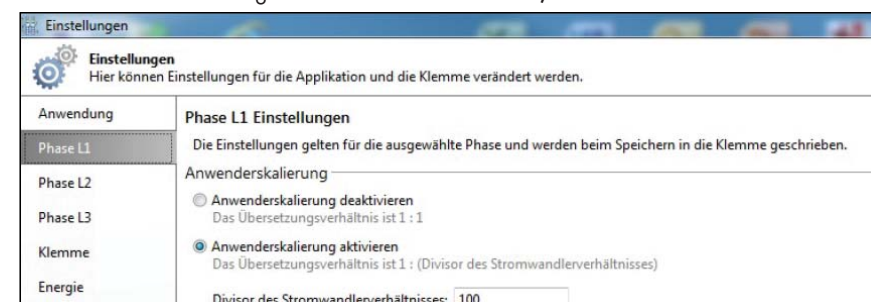 Einstellungen
Einstellungen
Hier können Einstellungen für die Applikation und die Klemme verändert werden.
Anwendung
Phase L1
Phase L2
Phase L3
Klemme
Energie
Phase L1 Einstellungen
Die Einstellungen gelten für die ausgewählte Phase und werden beim Speichern in die Klemme geschrieben.
Anwenderskalierung
Anwenderskalierung deaktivieren
Das Übersetzungsverhältnis ist 1 : 1
Anwenderskalierung aktivieren
Das Übersetzungsverhältnis ist 1 : (Divisor des Stromwandlerverhältnisses)
Divisor des Stromwandlerverhältnisses: 100